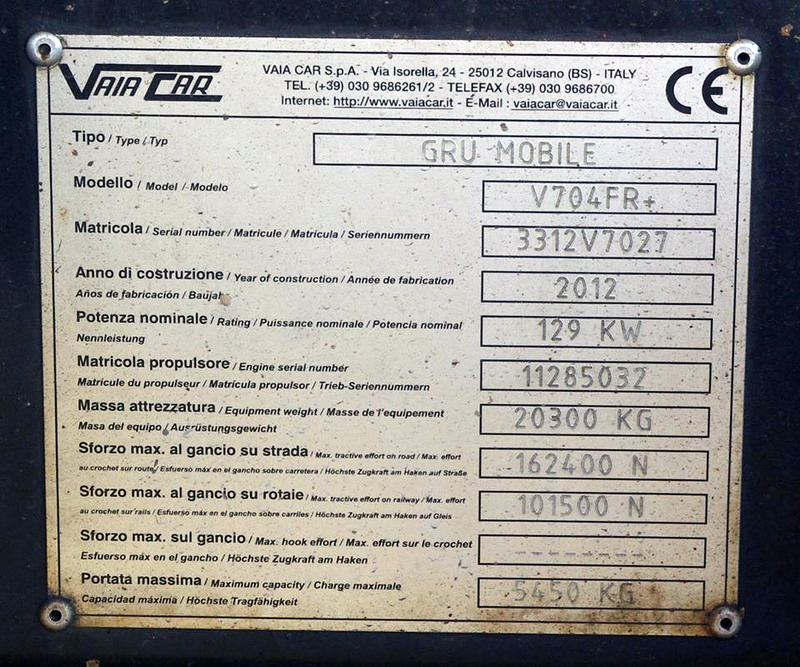 VAIA CAR
VAIA CAR S.p.A. - Via Isorella, 24 - 25012 Calvisano (BS) - ITALY
TEL. (+39) 030 9686261/2 - TELEFAX (+39) 030 9686700
Internet: http://www.vaiacar.it - E-Mail : vaiacar@vaiacar.it
CE
Tipo / Type / Typ GRU MOBILE
Modello / Model / Modelo V704FR+
Matricola / Serial number / Matricule / Matricula / Seriennummern 3312V7027
Anno di costruzione / Year of construction / Année de fabrication 2012
Años de fabricación /
Potenza nominale / Rating / Puissance nominale / Potencia nominal 129 KW
Nennleistung
Matricola propulsore / Engine serial number 11285032
Matricule du propulseur / Matrícula propulsor / Trieb-Seriennummern
Massa attrezzatura / Equipment weight / Masse de l'equipement 20300 KG
Masa del equipo / Ausrüstungsgewicht
Sforzo max. al gancio su strada / Max. tractive effort on road / Max. effort 162400 N
au crochet sur route / Esfuerso máx en el gancho sobre carretera / Höchste Zugkraft am Haken auf Straße
Sforzo max. al gancio su rotaie / Max. tractive effort on railway / Max. effort 101500 N
au crochet sur rails / Esfuerso máx en el gancho sobre carriles / Höchste Zugkraft am Haken auf Gleis
Sforzo max. sul gancio / Max. hook effort / Max. effort sur le crochet --------
Esfuerso máx en el gancho / Höchste Zugkraft am Haken
Portata massima / Maximum capacity / Charge maximale 5450 KG
Capacidad máxima / Höchste Tragfähigkeit